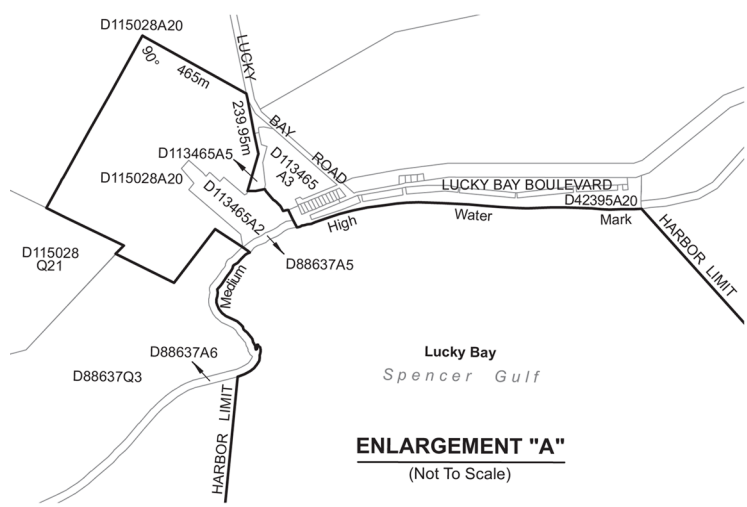 D115028A20
90°
465m
LUCKY
BAY
ROAD
239.95m
D113465A5
D113465
A3
D115028A20
D113465A2
LUCKY BAY BOULEVARD
D42395A20
High
Water
Mark
HARBOR LIMIT
D115028
Q21
D88637A5
Medium
D88637A6
D88637Q3
Lucky Bay
Spencer Gulf
HARBOR LIMIT
ENLARGEMENT "A"
(Not To Scale)